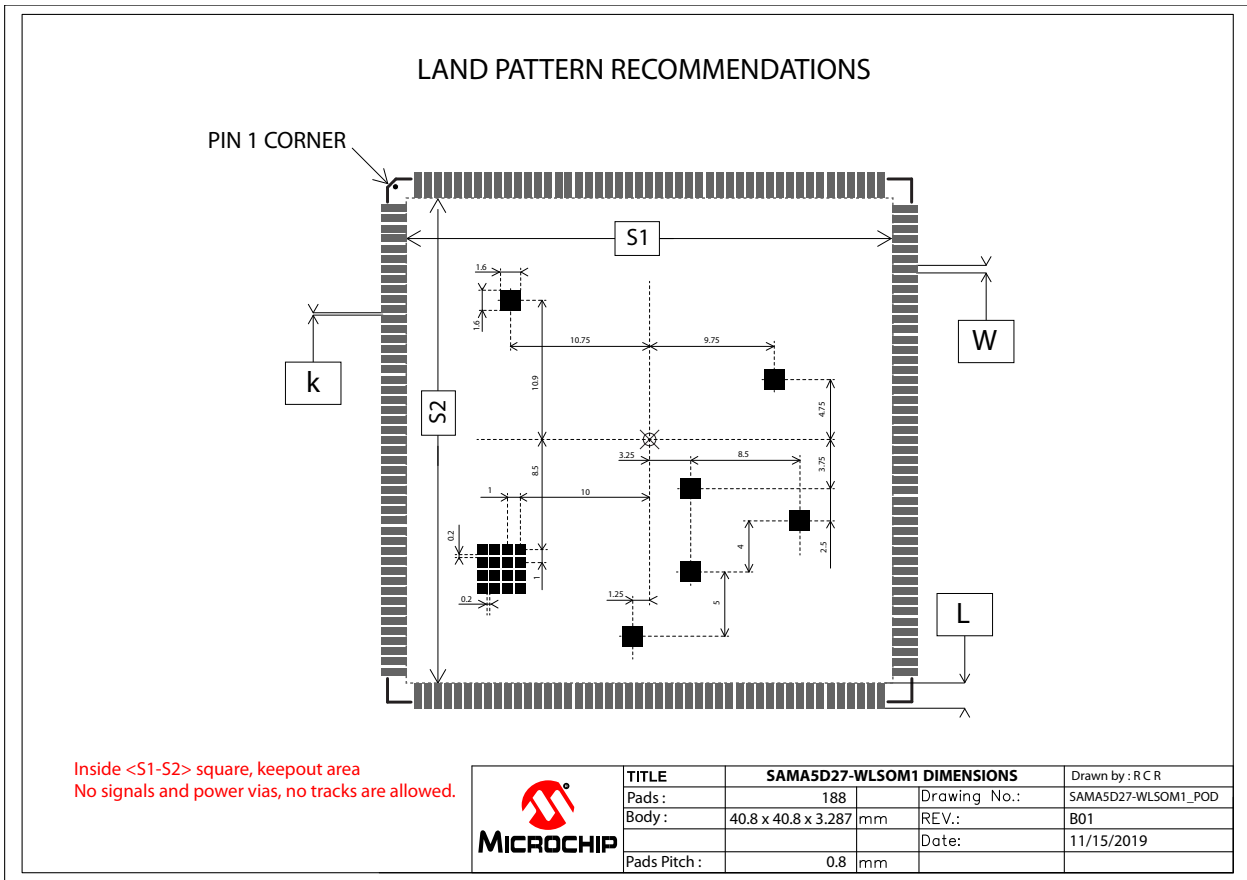 LAND PATTERN RECOMMENDATIONS
PIN 1 CORNER
S1
1.6
1.6
W
10.75
9.75
k
10.9
4.75
S2
3.25
8.5
3.75
8.5
1
10
0.2
4
2.5
1
0.2
1.25
5
L
Inside <S1-S2> square, keepout area
No signals and power vias, no tracks are allowed.
MICROCHIP
TITLE SAMA5D27-WLSOM1 DIMENSIONS Drawn by : R C R
Pads : 188 Drawing No.: SAMA5D27-WLSOM1_POD
Body : 40.8 x 40.8 x 3.287 mm REV.: B01
Date: 11/15/2019
Pads Pitch : 0.8 mm